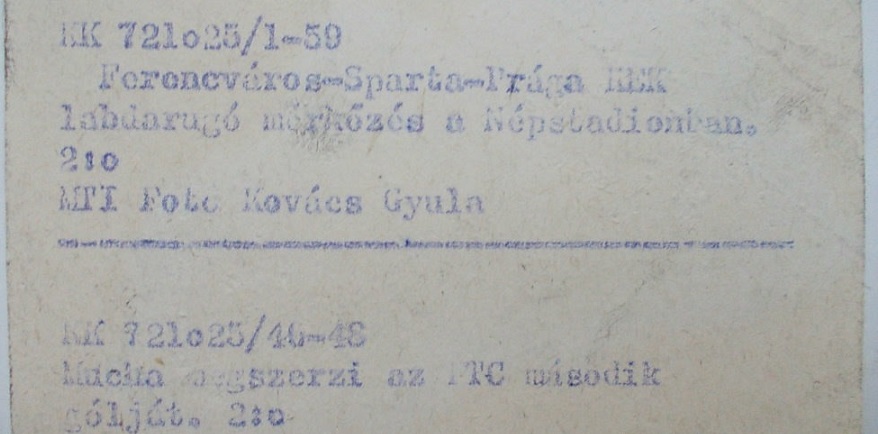 KK 721o25/1-59
Ferencváros-Sparta-Prága KEK
labdarugó mérkőzés a Népstadionban.
2:o
MTI Foto Kovács Gyula
KK 721o25/46-48
Mucha megszerzi az FTC második
gólját. 2:o